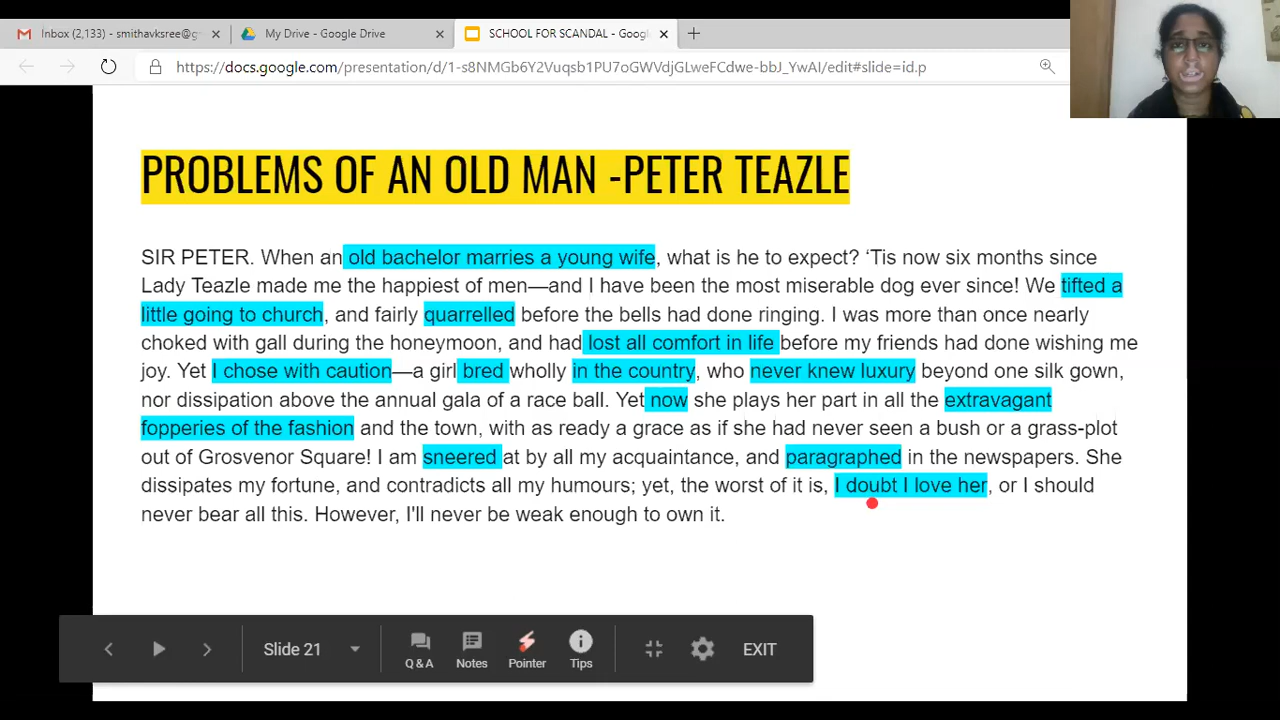 Inbox (2,133) - smithavksree@g
My Drive - Google Drive
SCHOOL FOR SCANDAL - Goog
https://docs.google.com/presentation/d/1-s8NMGb6Y2Vuqsb1PU7oGWVdjGLweFCdwe-bbJ_YwAI/edit#slide=id.p
PROBLEMS OF AN OLD MAN -PETER TEAZLE
SIR PETER. When an old bachelor marries a young wife, what is he to expect? ‘Tis now six months since
Lady Teazle made me the happiest of men—and I have been the most miserable dog ever since! We tifted a
little going to church, and fairly quarrelled before the bells had done ringing. I was more than once nearly
choked with gall during the honeymoon, and had lost all comfort in life before my friends had done wishing me
joy. Yet I chose with caution—a girl bred wholly in the country, who never knew luxury beyond one silk gown,
nor dissipation above the annual gala of a race ball. Yet now she plays her part in all the extravagant
fopperies of the fashion and the town, with as ready a grace as if she had never seen a bush or a grass-plot
out of Grosvenor Square! I am sneered at by all my acquaintance, and paragraphed in the newspapers. She
dissipates my fortune, and contradicts all my humours; yet, the worst of it is, I doubt I love her, or I should
never bear all this. However, I'll never be weak enough to own it.
Slide 21
Q & A
Notes
Pointer
Tips
EXIT